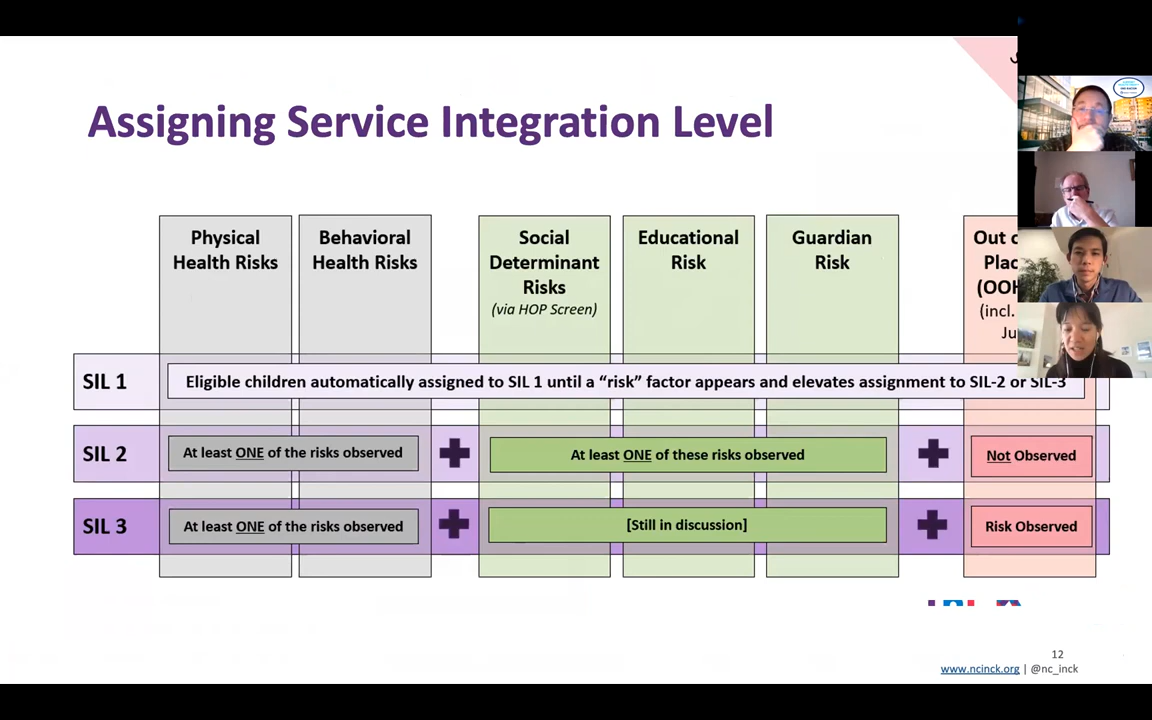 Assigning Service Integration Level
Physical
Health Risks
Behavioral
Health Risks
Social
Determinant
Risks
(via HOP Screen)
Educational
Risk
Guardian
Risk
Out
Plac
(OOH
(incl.
Ju
SIL 1
Eligible children automatically assigned to SIL 1 until a “risk” factor appears and elevates assignment to SIL-2 or SIL-3
SIL 2
At least ONE of the risks observed
At least ONE of these risks observed
Not Observed
SIL 3
At least ONE of the risks observed
[Still in discussion]
Risk Observed
12
www.ncinck.org | @nc_inck